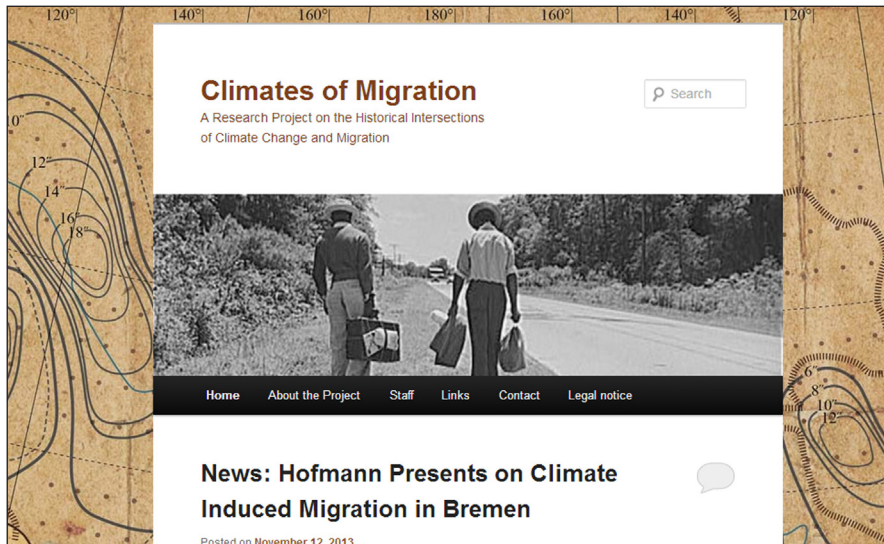 120° 140° 160° 180° 160° 140° 120°
Climates of Migration
A Research Project on the Historical Intersections
of Climate Change and Migration
Search
10"
12"
14"
16"
18"
Home About the Project Staff Links Contact Legal notice
6"
8"
10"
12"
News: Hofmann Presents on Climate
Induced Migration in Bremen
Posted on November 12, 2013